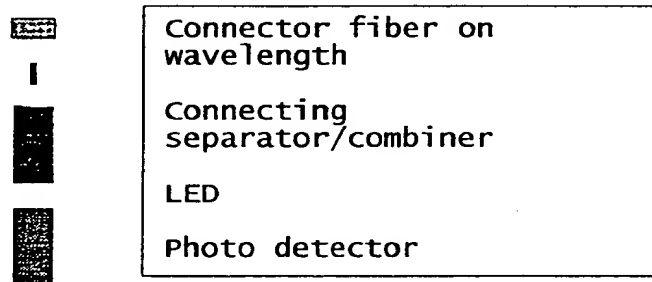 Connector fiber on
wavelength
Connecting
separator/combiner
LED
Photo detector